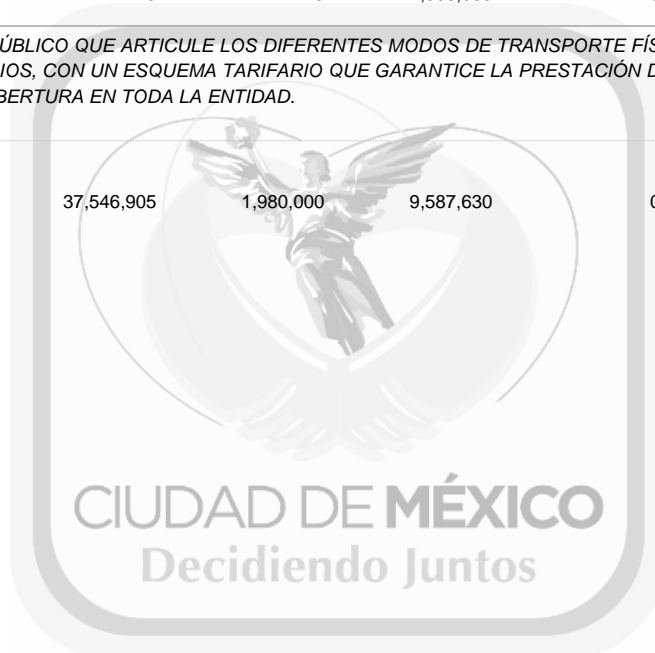 ÚBLICO QUE ARTICULE LOS DIFERENTES MODOS DE TRANSPORTE FÍS
IOS, CON UN ESQUEMA TARIFARIO QUE GARANTICE LA PRESTACIÓN D
BERTURA EN TODA LA ENTIDAD.
37,546,905 1,980,000 9,587,630 0
CIUDAD DE MÉXICO
Decidiendo Juntos